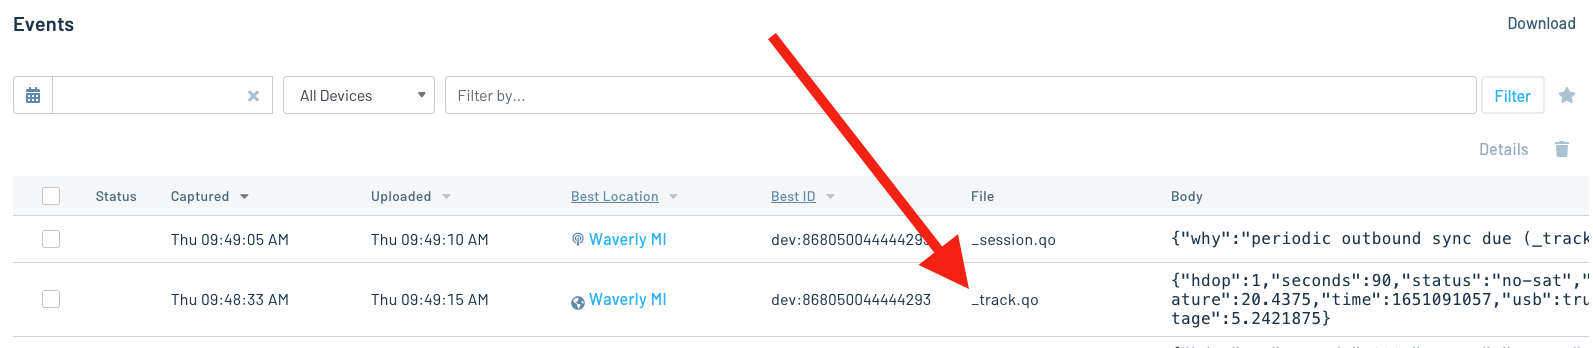 Events
Download
All Devices
Filter by...
Filter
Details
Status Captured Uploaded Best Location Best ID File Body
Thu 09:49:05 AM Thu 09:49:10 AM Waverly MI dev:868050044444293 _session.qo {"why":"periodic outbound sync due (_track
Thu 09:48:33 AM Thu 09:49:15 AM Waverly MI dev:868050044444293 _track.qo {"hdop":1,"seconds":90,"status":"no-sat","
ature":20.4375,"time":1651091057,"usb":tru
tage":5.2421875}